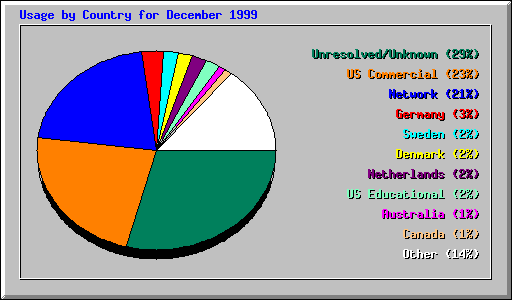 Usage by Country for December 1999
Unresolved/Unknown (29%)
US Commercial (23%)
Network (21%)
Germany (3%)
Sweden (2%)
Denmark (2%)
Netherlands (2%)
US Educational (2%)
Australia (1%)
Canada (1%)
Other (14%)